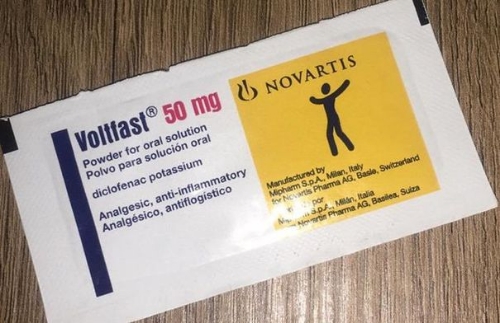 Voltfast® 50 mg
Powder for oral solution
Polvo para solución oral
diclofenac potassium
Analgesic, anti-inflammatory
Analgésico, antiflogístico
NOVARTIS
Manufactured by
Mipharm S.p.A., Milan, Italy
for Novartis Pharma AG, Basle, Switzerland
por
S.p.A., Milán, Italia
Novartis Pharma AG, Basilea, Suiza